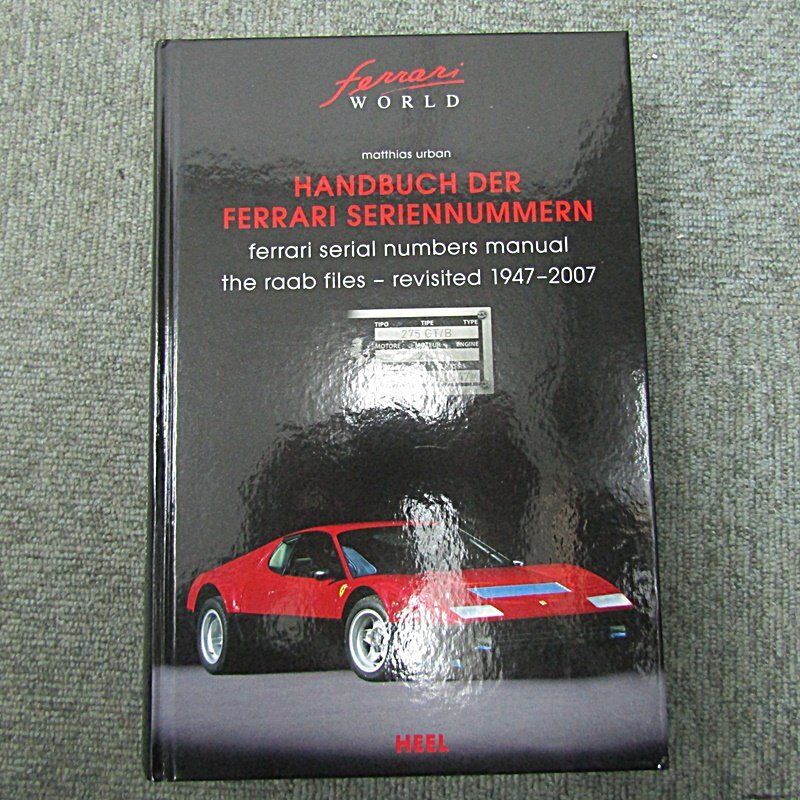 Ferrari
WORLD
matthias urban
HANDBUCH DER
FERRARI SERIENNUMMERN
ferrari serial numbers manual
the raab files – revisited 1947–2007
TIPO TIPE TYPE
275 GT/B
MOTORE MOTEUR ENGINE
HEEL